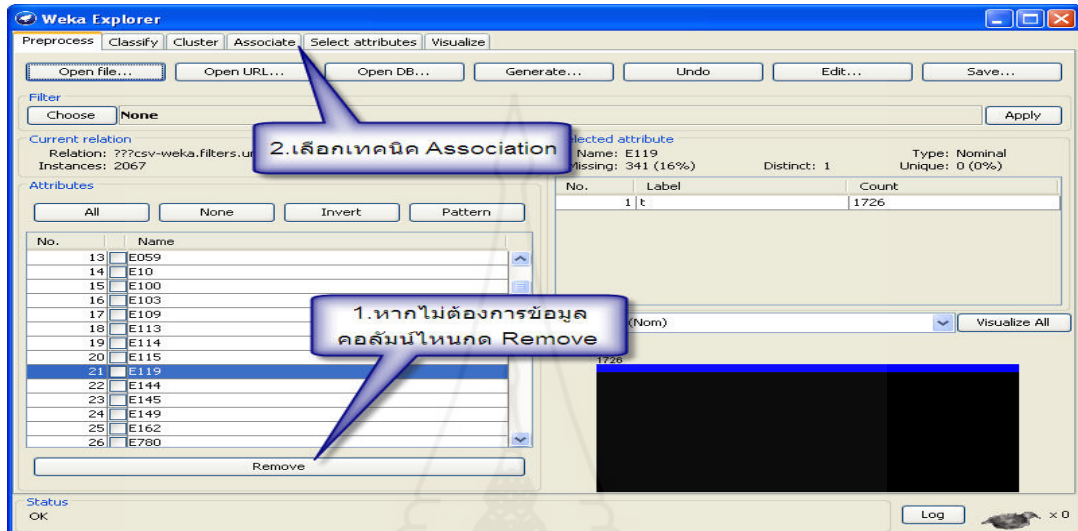 Weka Explorer
Preprocess Classify Cluster Associate Select attributes Visualize
Open file... Open URL... Open DB... Generate... Undo Edit... Save...
Filter
Choose None Apply
Current relation
Relation: ???csv-weka.filters.un
Instances: 2067
2.เลือกเทคนิค Association
elected attribute
Name: E119 Type: Nominal
Missing: 341 (16%) Distinct: 1 Unique: 0 (0%)
No. Label Count
1 t 1726
Attributes
All None Invert Pattern
No. Name
13 E059
14 E10
15 E100
16 E103
17 E109
18 E113
19 E114
20 E115
21 E119
22 E144
23 E145
24 E149
25 E162
26 E780
1.หากไม่ต้องการข้อมูล
คอลัมน์ไหนกด Remove
(Nom) Visualize All
1726
Remove
Status
OK
Log x 0